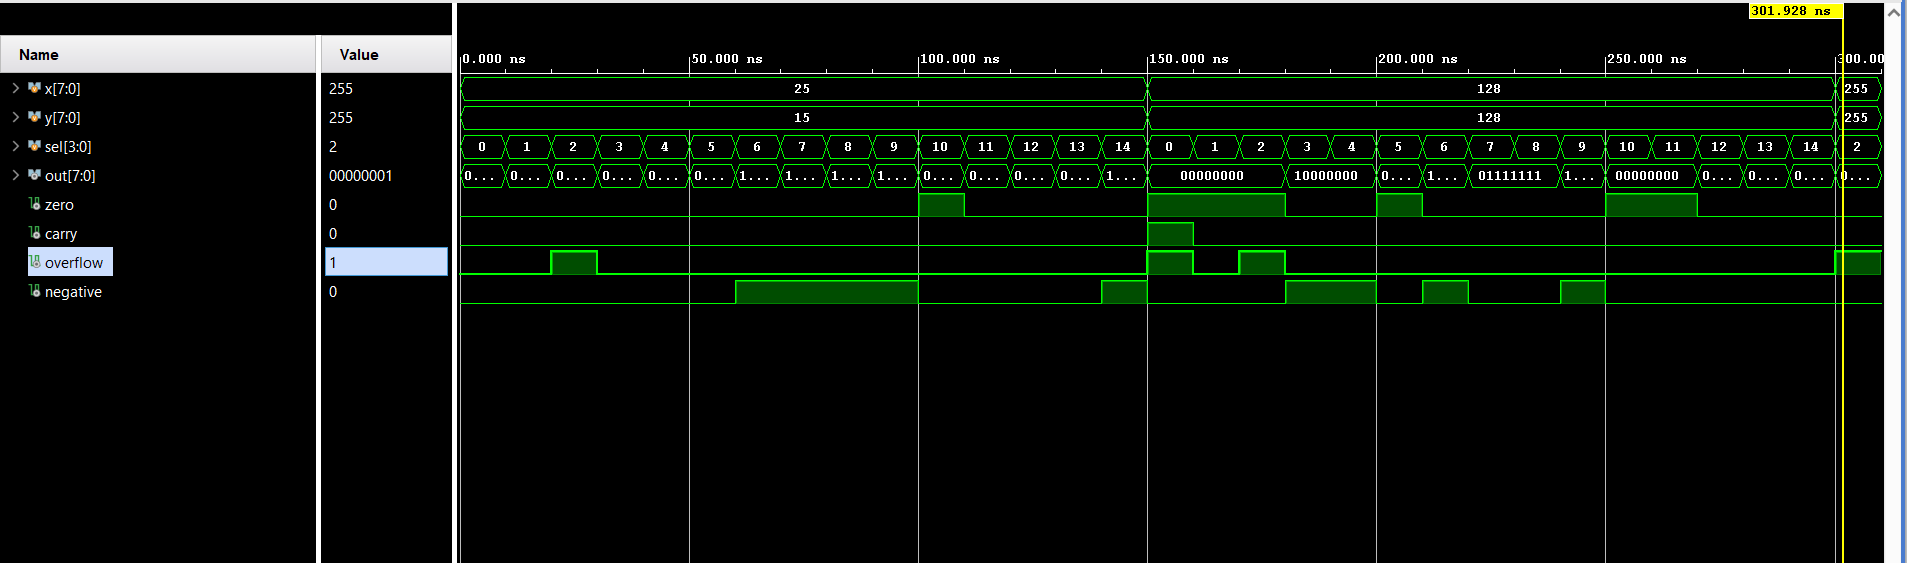 301.928 ns
Name Value
0.000 ns 50.000 ns 100.000 ns 150.000 ns 200.000 ns 250.000 ns 300.00
x[7:0] 255 25 128 255
y[7:0] 255 15 128 255
sel[3:0] 2 0 1 2 3 4 5 6 7 8 9 10 11 12 13 14 0 1 2 3 4 5 6 7 8 9 10 11 12 13 14 2
out[7:0] 00000001 0... 0... 0... 0... 0... 0... 1... 1... 1... 1... 0... 0... 0... 0... 1... 00000000 10000000 0... 1... 01111111 1... 00000000 0... 0... 0... 0...
zero 0
carry 0
overflow 1
negative 0